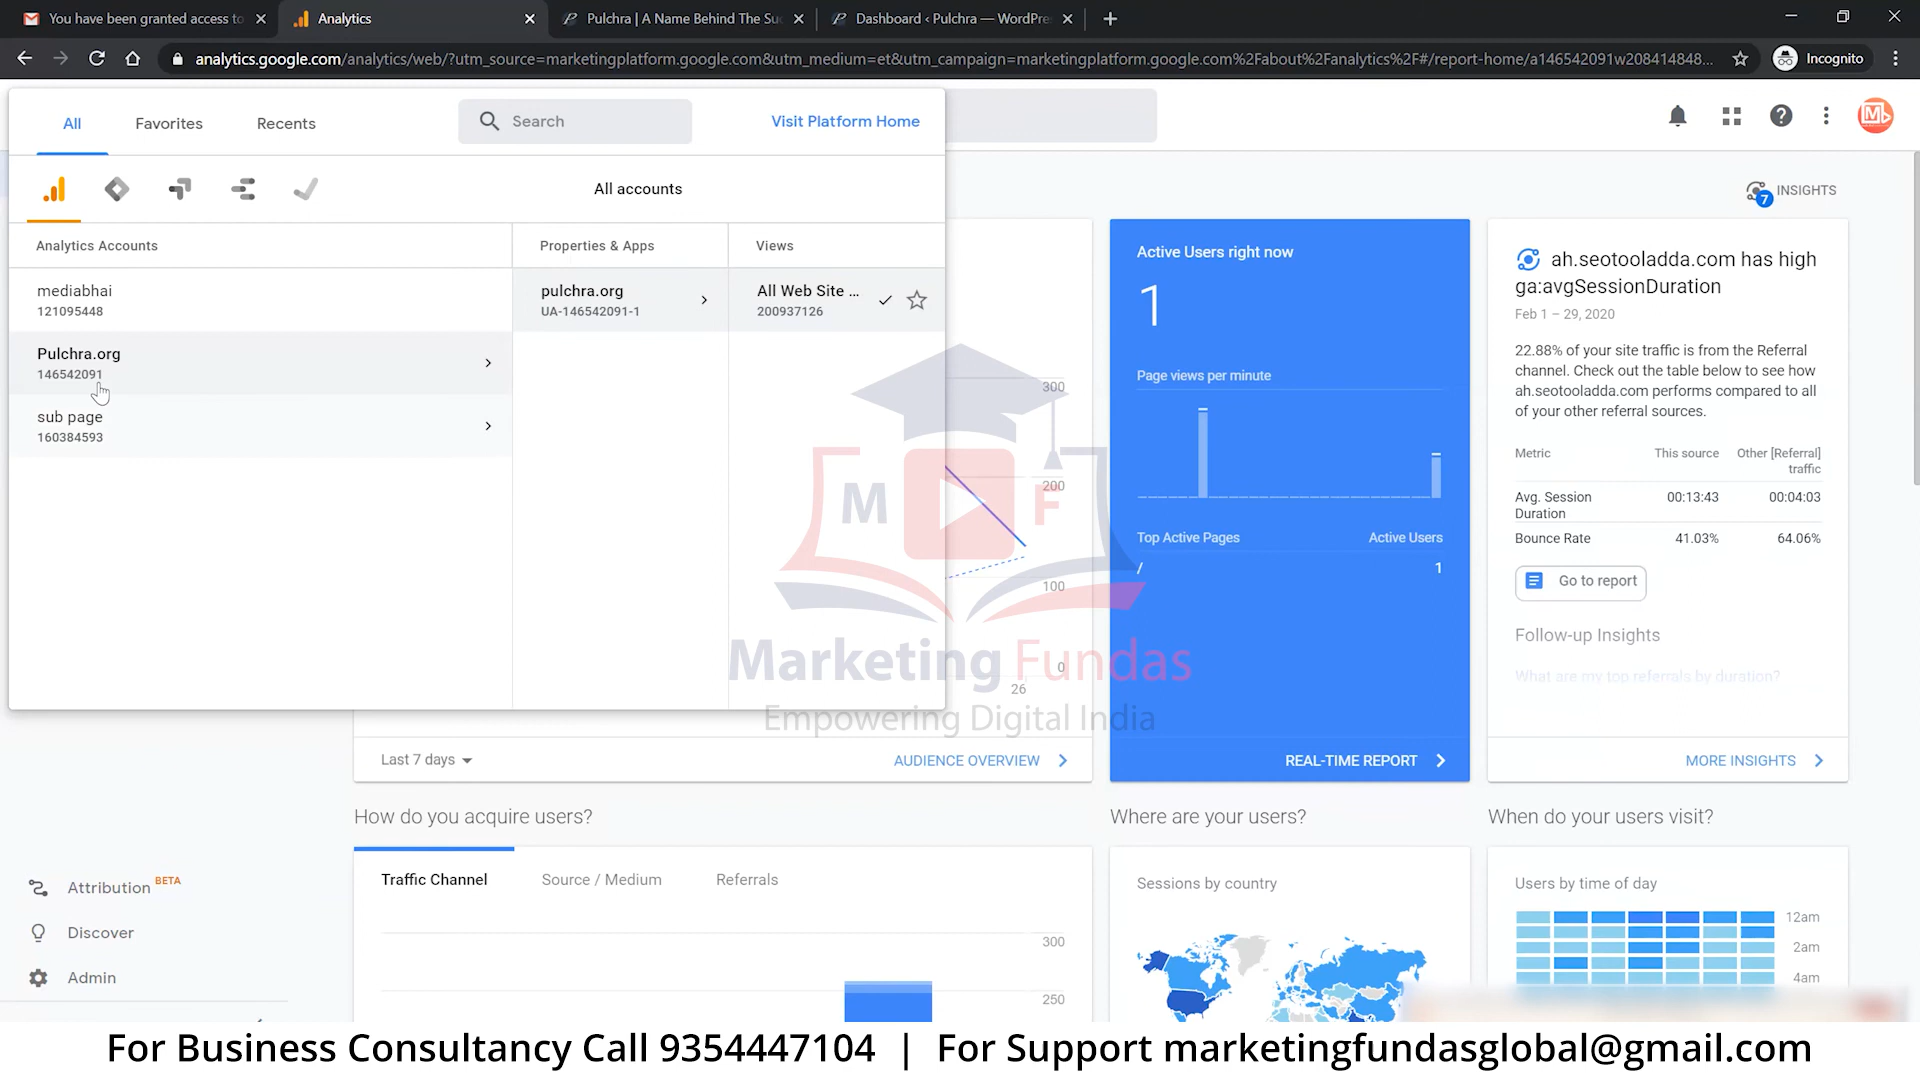 You have been granted access to
Analytics
Pulchra | A Name Behind The Su
Dashboard ‹ Pulchra — WordPre
analytics.google.com/analytics/web/?utm_source=marketingplatform.google.com&utm_medium=et&utm_campaign=marketingplatform.google.com%2Fabout%2Fanalytics%2F#/report-home/a146542091w208414848...
Incognito
All
Favorites
Recents
Search
Visit Platform Home
All accounts
INSIGHTS
7
Analytics Accounts
Properties & Apps
Views
mediabhai
121095448
Pulchra.org
146542091
sub page
160384593
pulchra.org
UA-146542091-1
All Web Site ...
200937126
300
200
100
0
26
Last 7 days
AUDIENCE OVERVIEW
Active Users right now
1
Page views per minute
Top Active Pages
Active Users
/
1
REAL-TIME REPORT
ah.seotooladda.com has high
ga:avgSessionDuration
Feb 1 – 29, 2020
22.88% of your site traffic is from the Referral
channel. Check out the table below to see how
ah.seotooladda.com performs compared to all
of your other referral sources.
Metric
This source
Other [Referral]
traffic
Avg. Session
Duration
00:13:43
00:04:03
Bounce Rate
41.03%
64.06%
Go to report
Follow-up Insights
What are my top referrals by duration?
MORE INSIGHTS
M F
Marketing Fundas
Empowering Digital India
How do you acquire users?
Where are your users?
When do your users visit?
Traffic Channel
Source / Medium
Referrals
300
250
Sessions by country
Users by time of day
12am
2am
4am
Attribution BETA
Discover
Admin
For Business Consultancy Call 9354447104 | For Support marketingfundasglobal@gmail.com